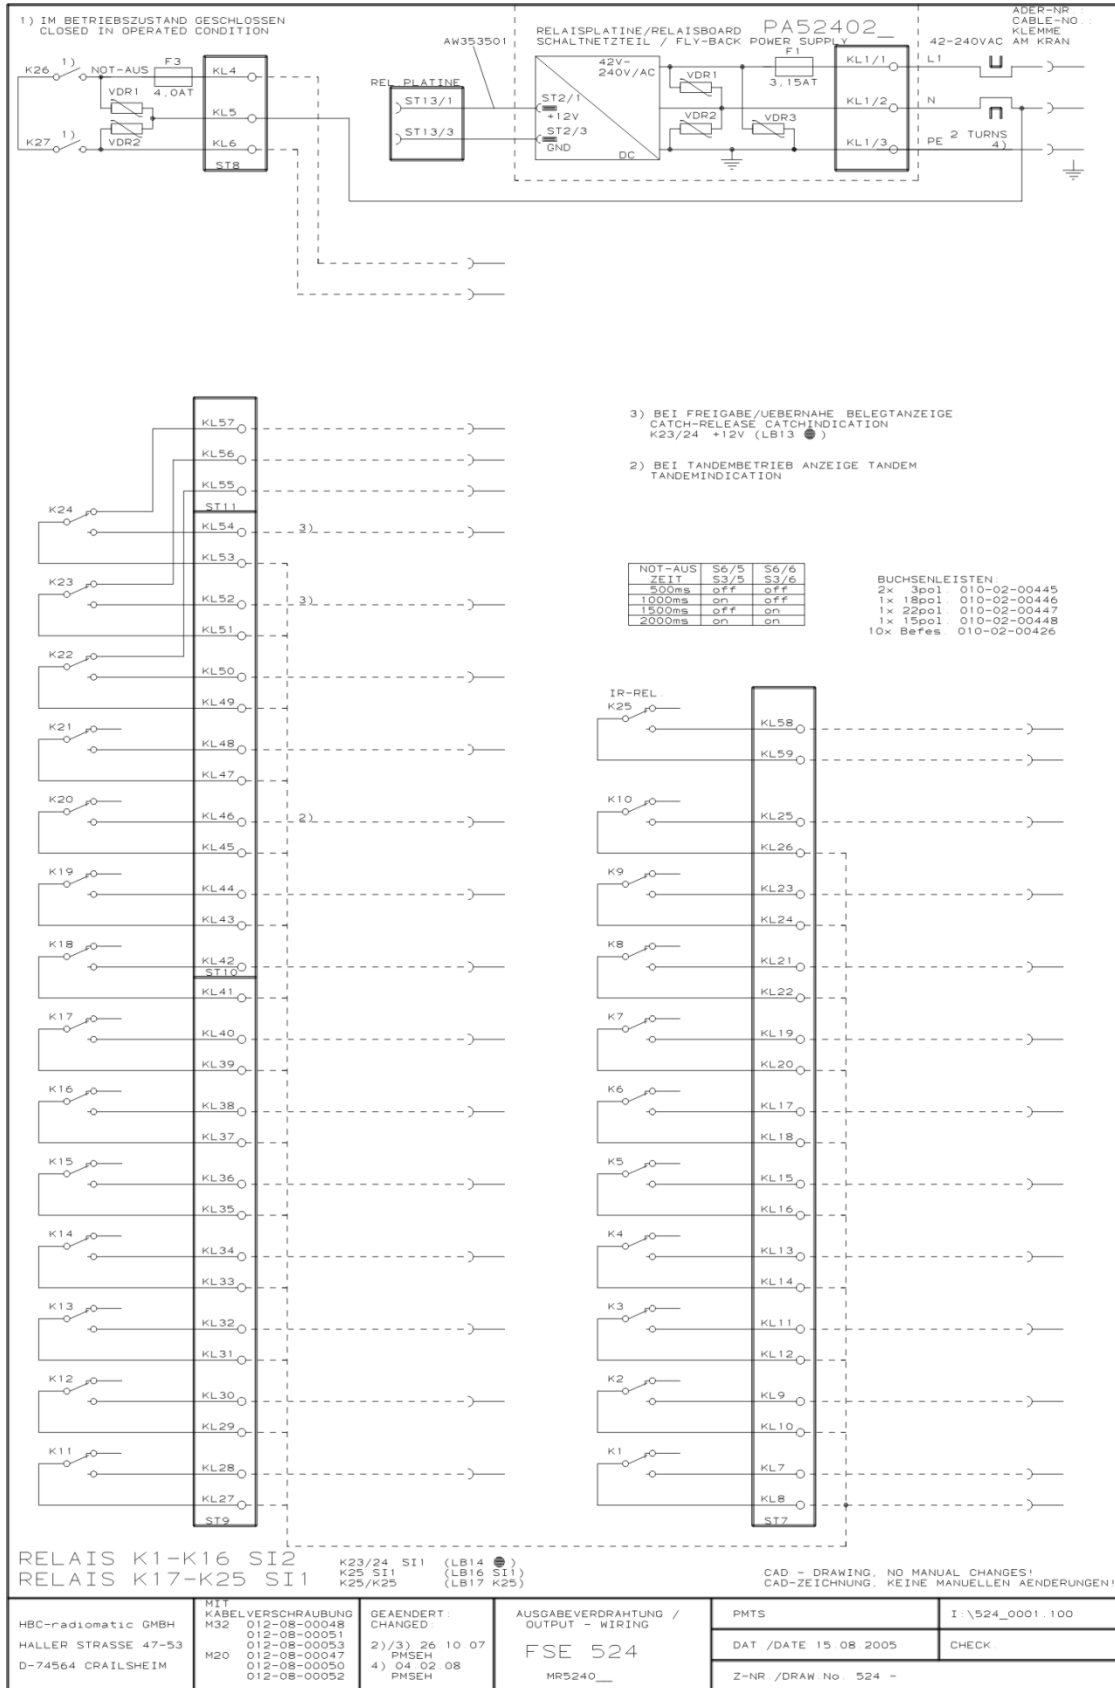 1) IM BETRIEBSZUSTAND GESCHLOSSEN
CLOSED IN OPERATED CONDITION
K26 1) NOT-AUS F3 KL4
4,0AT
VDR1
KL5
K27 1) VDR2 KL6
ST8
AW353501
REL PLATINE
ST13/1
ST13/3
RELAISPLATINE/RELAISBOARD PA52402_
SCHALTNETZTEIL / FLY-BACK POWER SUPPLY
42V-
240V/AC
DC
ST2/1
+12V
ST2/3
GND
VDR1
VDR2
VDR3
F1
3,15AT
KL1/1
KL1/2
KL1/3
ADER-NR.:
CABLE-NO.:
KLEMME
42-240VAC AM KRAN
L1
N
PE 2 TURNS
4)
KL57
KL56
KL55
ST11
K24 KL54 3)
KL53
K23 KL52 3)
KL51
K22 KL50
KL49
K21 KL48
KL47
K20 KL46 2)
KL45
K19 KL44
KL43
K18 KL42
ST10
KL41
K17 KL40
KL39
K16 KL38
KL37
K15 KL36
KL35
K14 KL34
KL33
K13 KL32
KL31
K12 KL30
KL29
K11 KL28
KL27
ST9
3) BEI FREIGABE/UEBERNAHE BELEGTANZEIGE
CATCH-RELEASE CATCHINDICATION
K23/24 +12V (LB13 )
2) BEI TANDEMBETRIEB ANZEIGE TANDEM
TANDEMINDICATION
NOT-AUS S6/5 S6/6
ZEIT S3/5 S3/6
500ms off off
1000ms on off
1500ms off on
2000ms on on
BUCHSENLEISTEN:
2x 3pol. 010-02-00445
1x 18pol. 010-02-00446
1x 22pol. 010-02-00447
1x 15pol. 010-02-00448
10x Befes. 010-02-00426
IR-REL.
K25 KL58
KL59
K10 KL25
KL26
K9 KL23
KL24
K8 KL21
KL22
K7 KL19
KL20
K6 KL17
KL18
K5 KL15
KL16
K4 KL13
KL14
K3 KL11
KL12
K2 KL9
KL10
K1 KL7
KL8
ST7
RELAIS K1-K16 SI2
RELAIS K17-K25 SI1
K23/24 SI1 (LB14 )
K25 SI1 (LB16 SI1)
K25/K25 (LB17 K25)
CAD - DRAWING, NO MANUAL CHANGES!
CAD-ZEICHNUNG, KEINE MANUELLEN AENDERUNGEN!
HBC-radiomatic GMBH
HALLER STRASSE 47-53
D-74564 CRAILSHEIM
MIT
KABELVERSCHRAUBUNG
M32 012-08-00048
012-08-00051
012-08-00053
M20 012-08-00047
012-08-00050
012-08-00052
GEAENDERT:
CHANGED:
2)/3) 26.10.07
PMSEH
4) 04.02.08
PMSEH
AUSGABEVERDRAHTUNG /
OUTPUT - WIRING
FSE 524
MR5240__
PMTS
I:\524_0001.100
DAT./DATE 15.08.2005
CHECK.
Z-NR./DRAW.No. 524 -